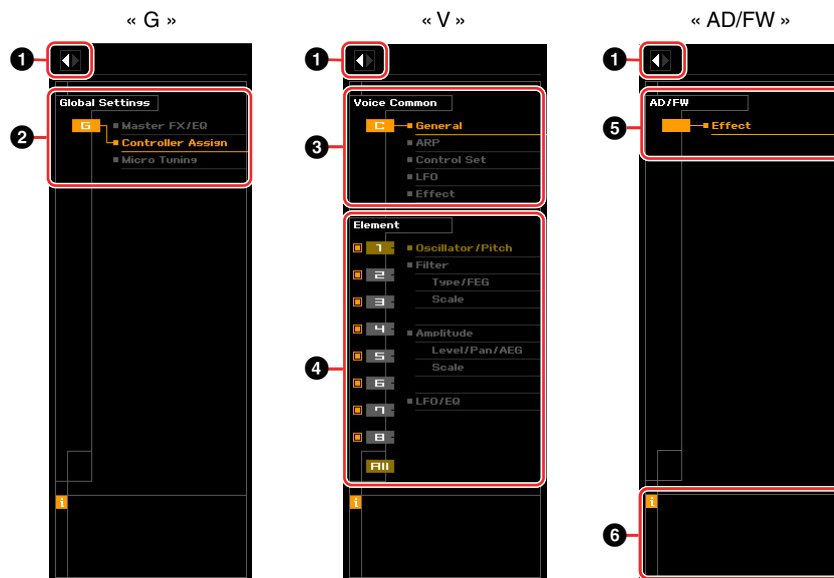 « G »
« V »
« AD/FW »
1
1
1
Global Settings
2
G
Master FX/EQ
Controller Assign
Micro Tuning
i
Voice Common
3
C
General
ARP
Control Set
LFO
Effect
Element
4
1
2
3
4
5
6
7
8
All
Oscillator/Pitch
Filter
Type/FEG
Scale
Amplitude
Level/Pan/AEG
Scale
LFO/EQ
i
AD/FW
5
Effect
6
i